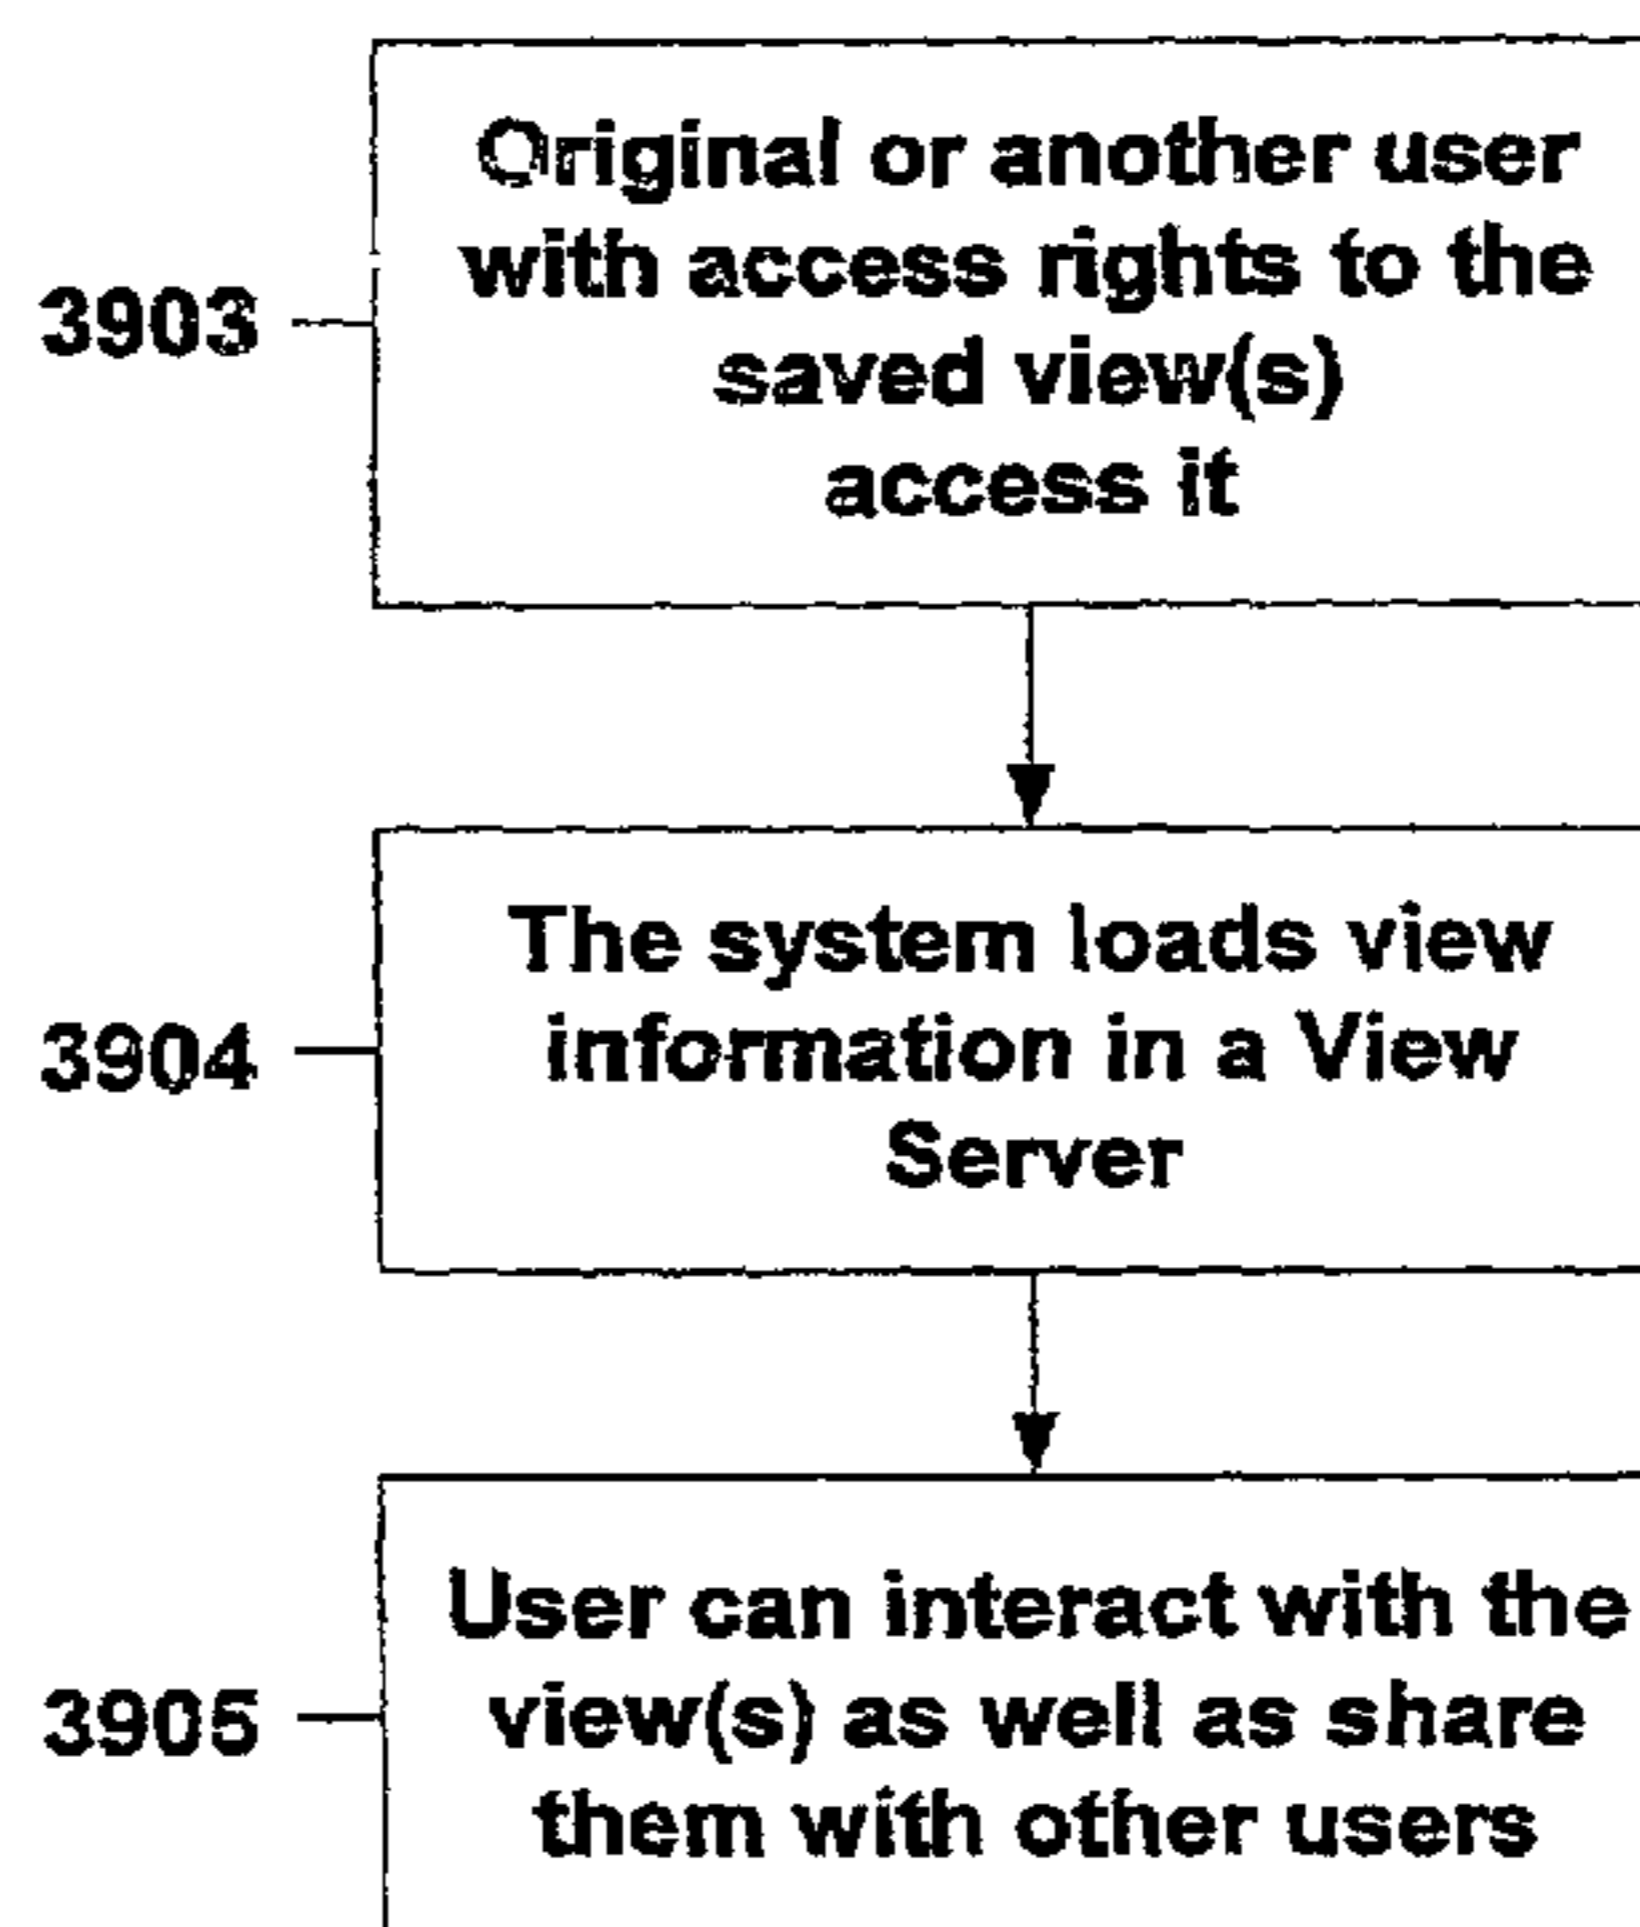 Original or another user
with access rights to the
saved view(s)
access it
3903
The system loads view
information in a View
Server
3904
User can interact with the
view(s) as well as share
them with other users
3905